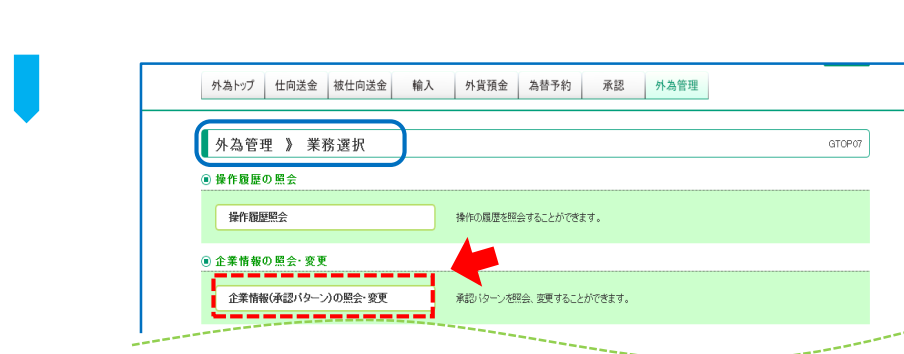 外為トップ 仕向送金 被仕向送金 輸入 外貨預金 為替予約 承認 外為管理
外為管理 》 業務選択 GTOP07
操作履歴の照会
操作履歴照会 操作の履歴を照会することができます。
企業情報の照会・変更
企業情報(承認パターン)の照会・変更 承認パターンを照会、変更することができます。